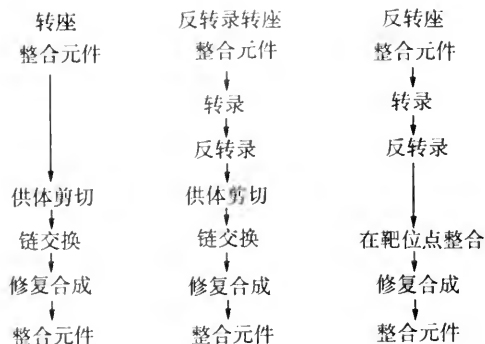 转座 反转录转座 反转座
整合元件 整合元件 整合元件
转录 转录
反转录 反转录
供体剪切 供体剪切
链交换 链交换 在靶位点整合
修复合成 修复合成 修复合成
整合元件 整合元件 整合元件